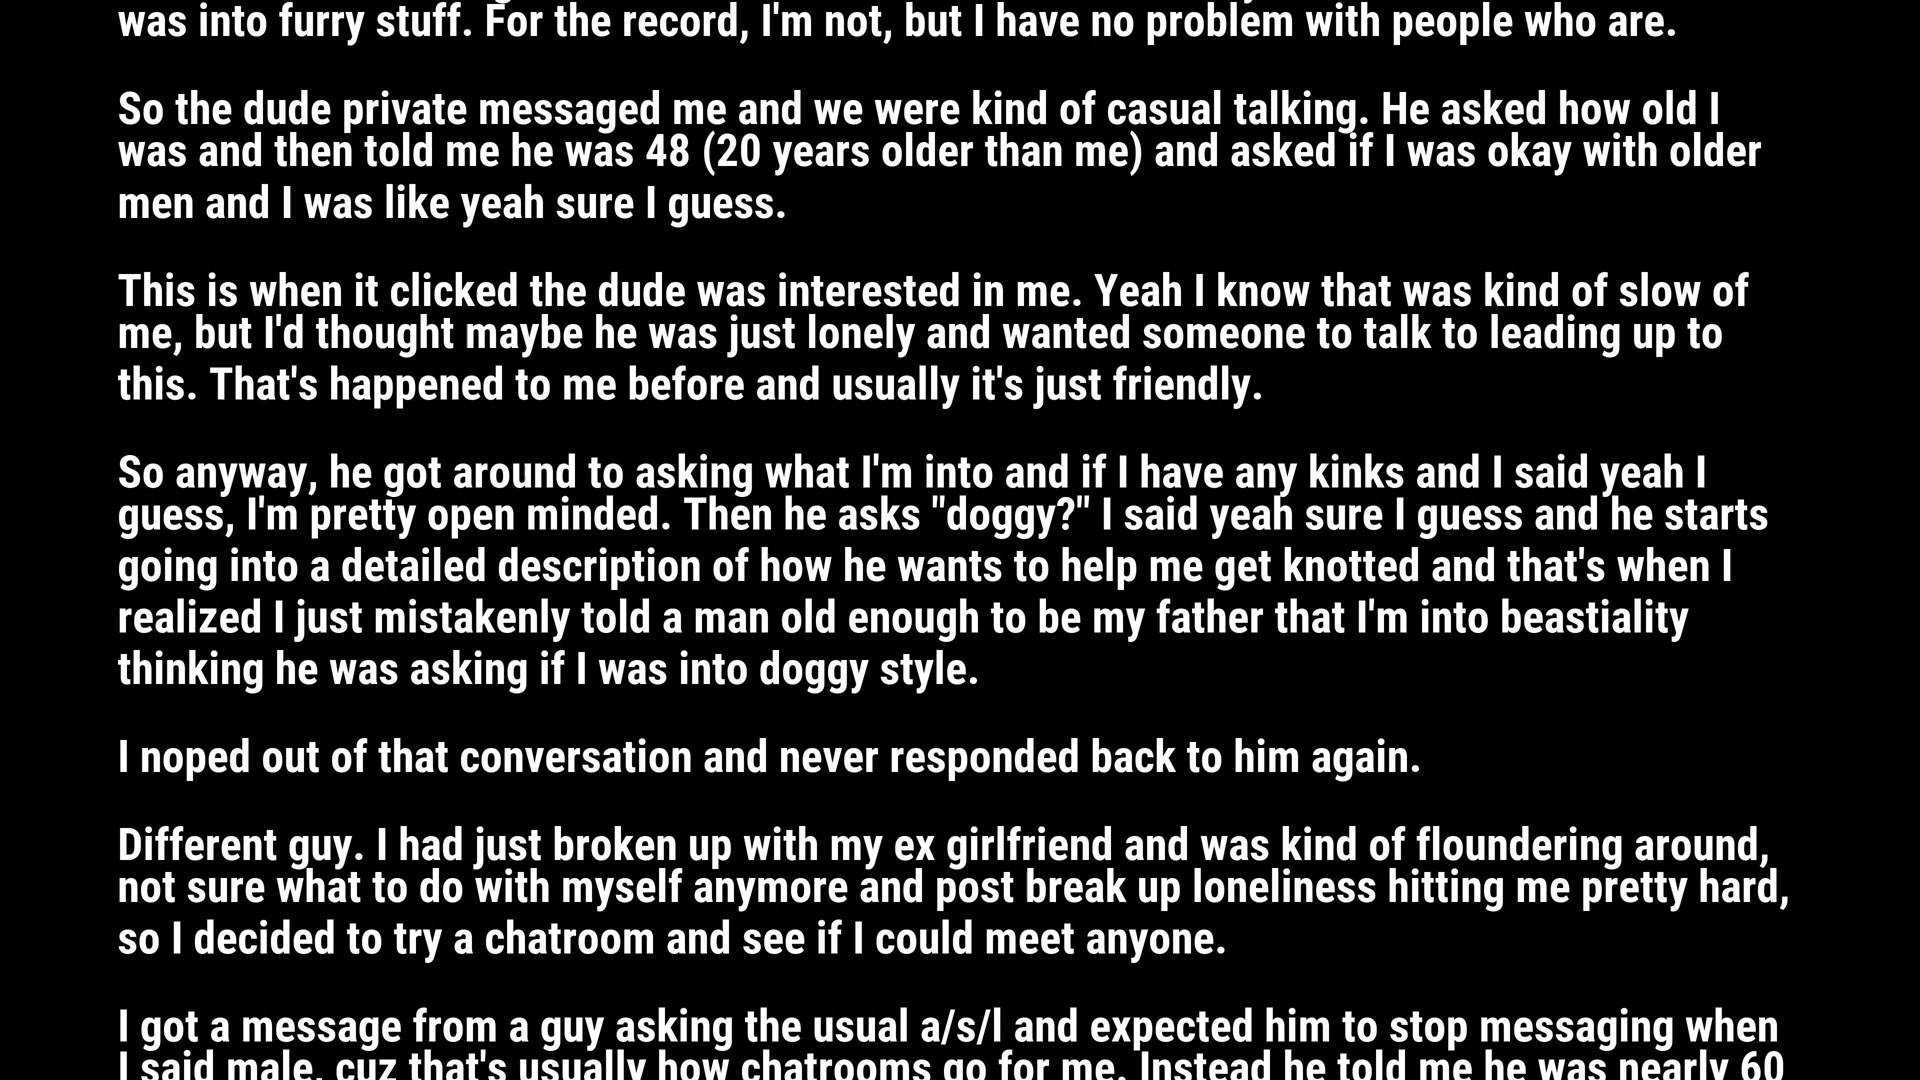 was into furry stuff. For the record, I'm not, but I have no problem with people who are.
So the dude private messaged me and we were kind of casual talking. He asked how old I
was and then told me he was 48 (20 years older than me) and asked if I was okay with older
men and I was like yeah sure I guess.
This is when it clicked the dude was interested in me. Yeah I know that was kind of slow of
me, but I'd thought maybe he was just lonely and wanted someone to talk to leading up to
this. That's happened to me before and usually it's just friendly.
So anyway, he got around to asking what I'm into and if I have any kinks and I said yeah I
guess, I'm pretty open minded. Then he asks "doggy?" I said yeah sure I guess and he starts
going into a detailed description of how he wants to help me get knotted and that's when I
realized I just mistakenly told a man old enough to be my father that I'm into beastiality
thinking he was asking if I was into doggy style.
I noped out of that conversation and never responded back to him again.
Different guy. I had just broken up with my ex girlfriend and was kind of floundering around,
not sure what to do with myself anymore and post break up loneliness hitting me pretty hard,
so I decided to try a chatroom and see if I could meet anyone.
I got a message from a guy asking the usual a/s/l and expected him to stop messaging when
I said male, cuz that's usually how chatrooms go for me. Instead he told me he was nearly 60